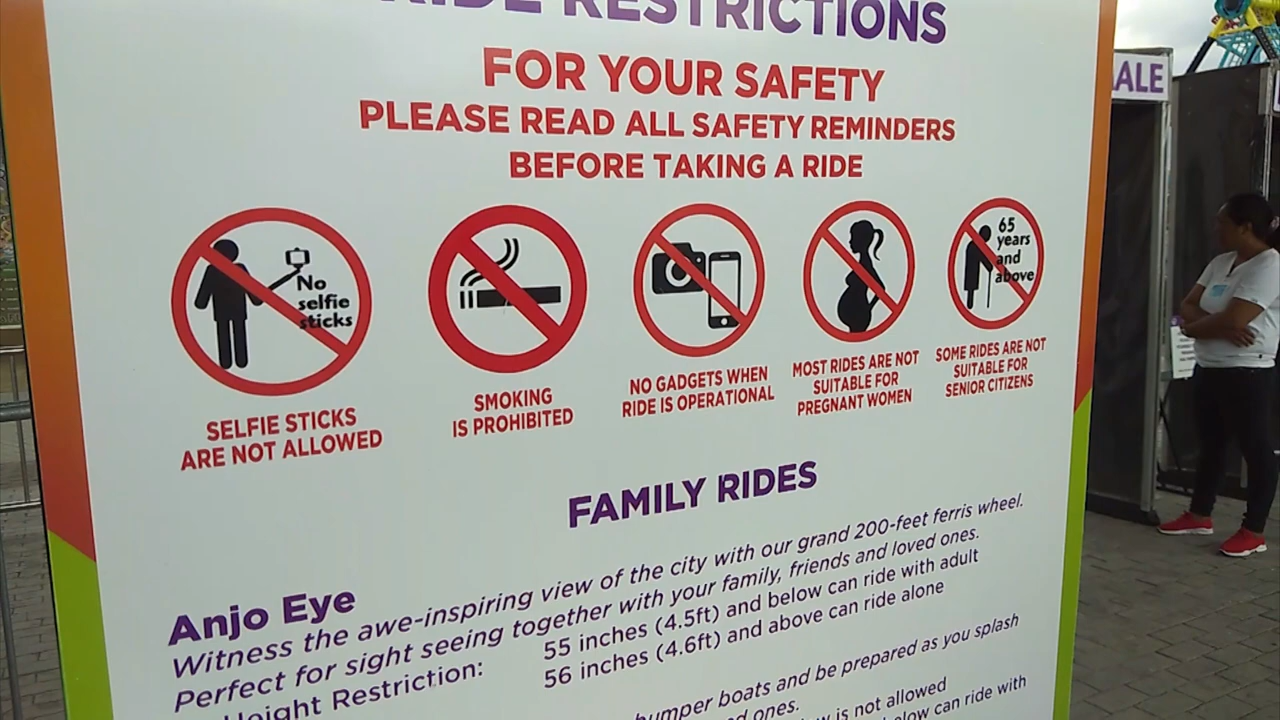 RIDE RESTRICTIONS
FOR YOUR SAFETY
PLEASE READ ALL SAFETY REMINDERS
BEFORE TAKING A RIDE
No
selfie
sticks
65
years
and
above
SELFIE STICKS
ARE NOT ALLOWED
SMOKING
IS PROHIBITED
NO GADGETS WHEN
RIDE IS OPERATIONAL
MOST RIDES ARE NOT
SUITABLE FOR
PREGNANT WOMEN
SOME RIDES ARE NOT
SUITABLE FOR
SENIOR CITIZENS
FAMILY RIDES
Anjo Eye
Witness the awe-inspiring view of the city with our grand 200-feet ferris wheel.
Perfect for sight seeing together with your family, friends and loved ones.
Height Restriction: 55 inches (4.5ft) and below can ride with adult
56 inches (4.6ft) and above can ride alone
bumper boats and be prepared as you splash
ones.
is not allowed
below can ride with
ALE